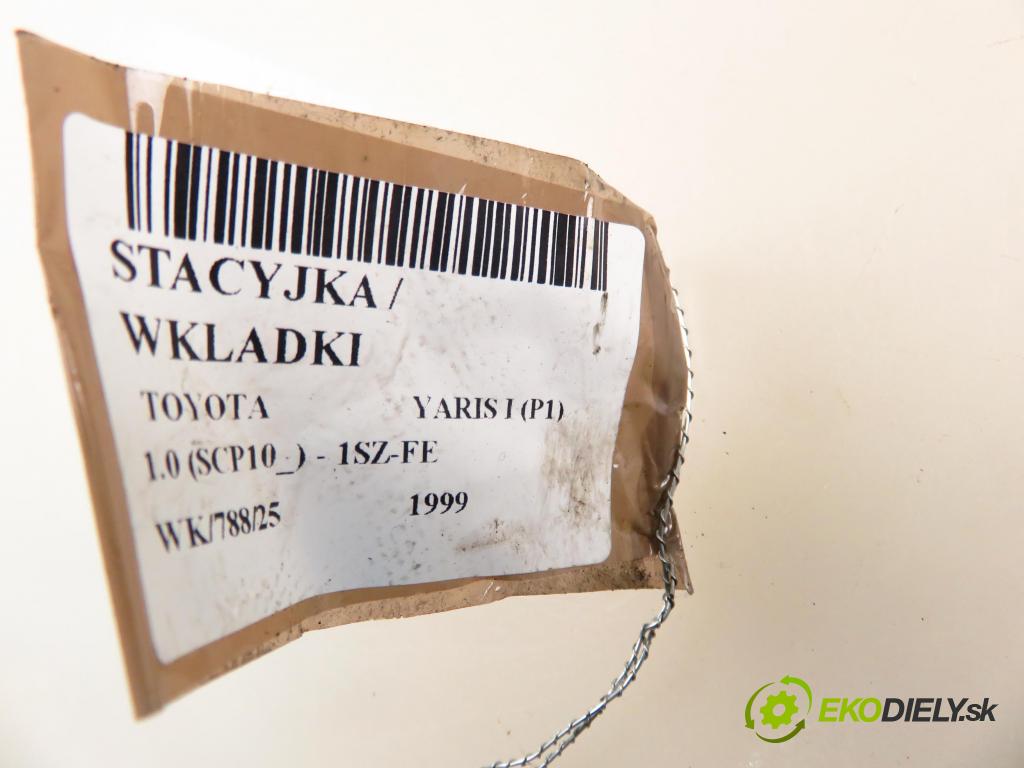 STACYJKA /
WKLADKI
TOYOTA YARIS I (P1)
1.0 (SCP10_) - 1SZ-FE
WK/788/25 1999
EKODIELY.sk